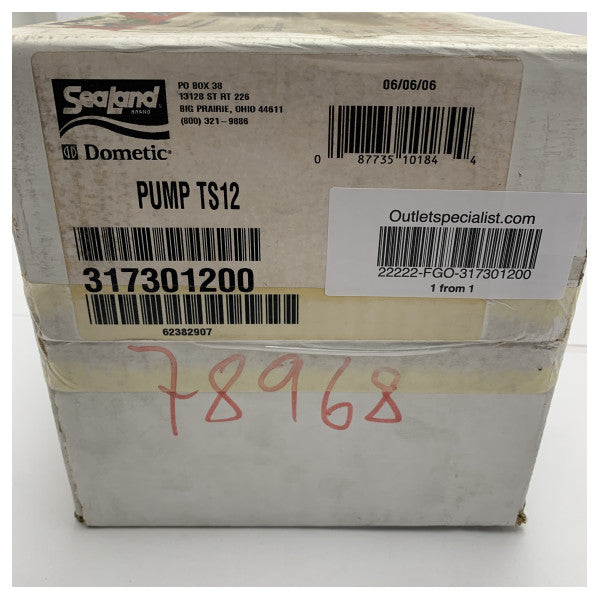 SeaLand
BRAND
PO BOX 38
13128 ST RT 226
BIG PRAIRIE, OHIO 44611
(800) 321-9886
06/06/06
Dometic
0 87735 10184 4
PUMP TS12
317301200
62382907
Outletspecialist.com
22222-FGO-317301200
1 from 1
78968